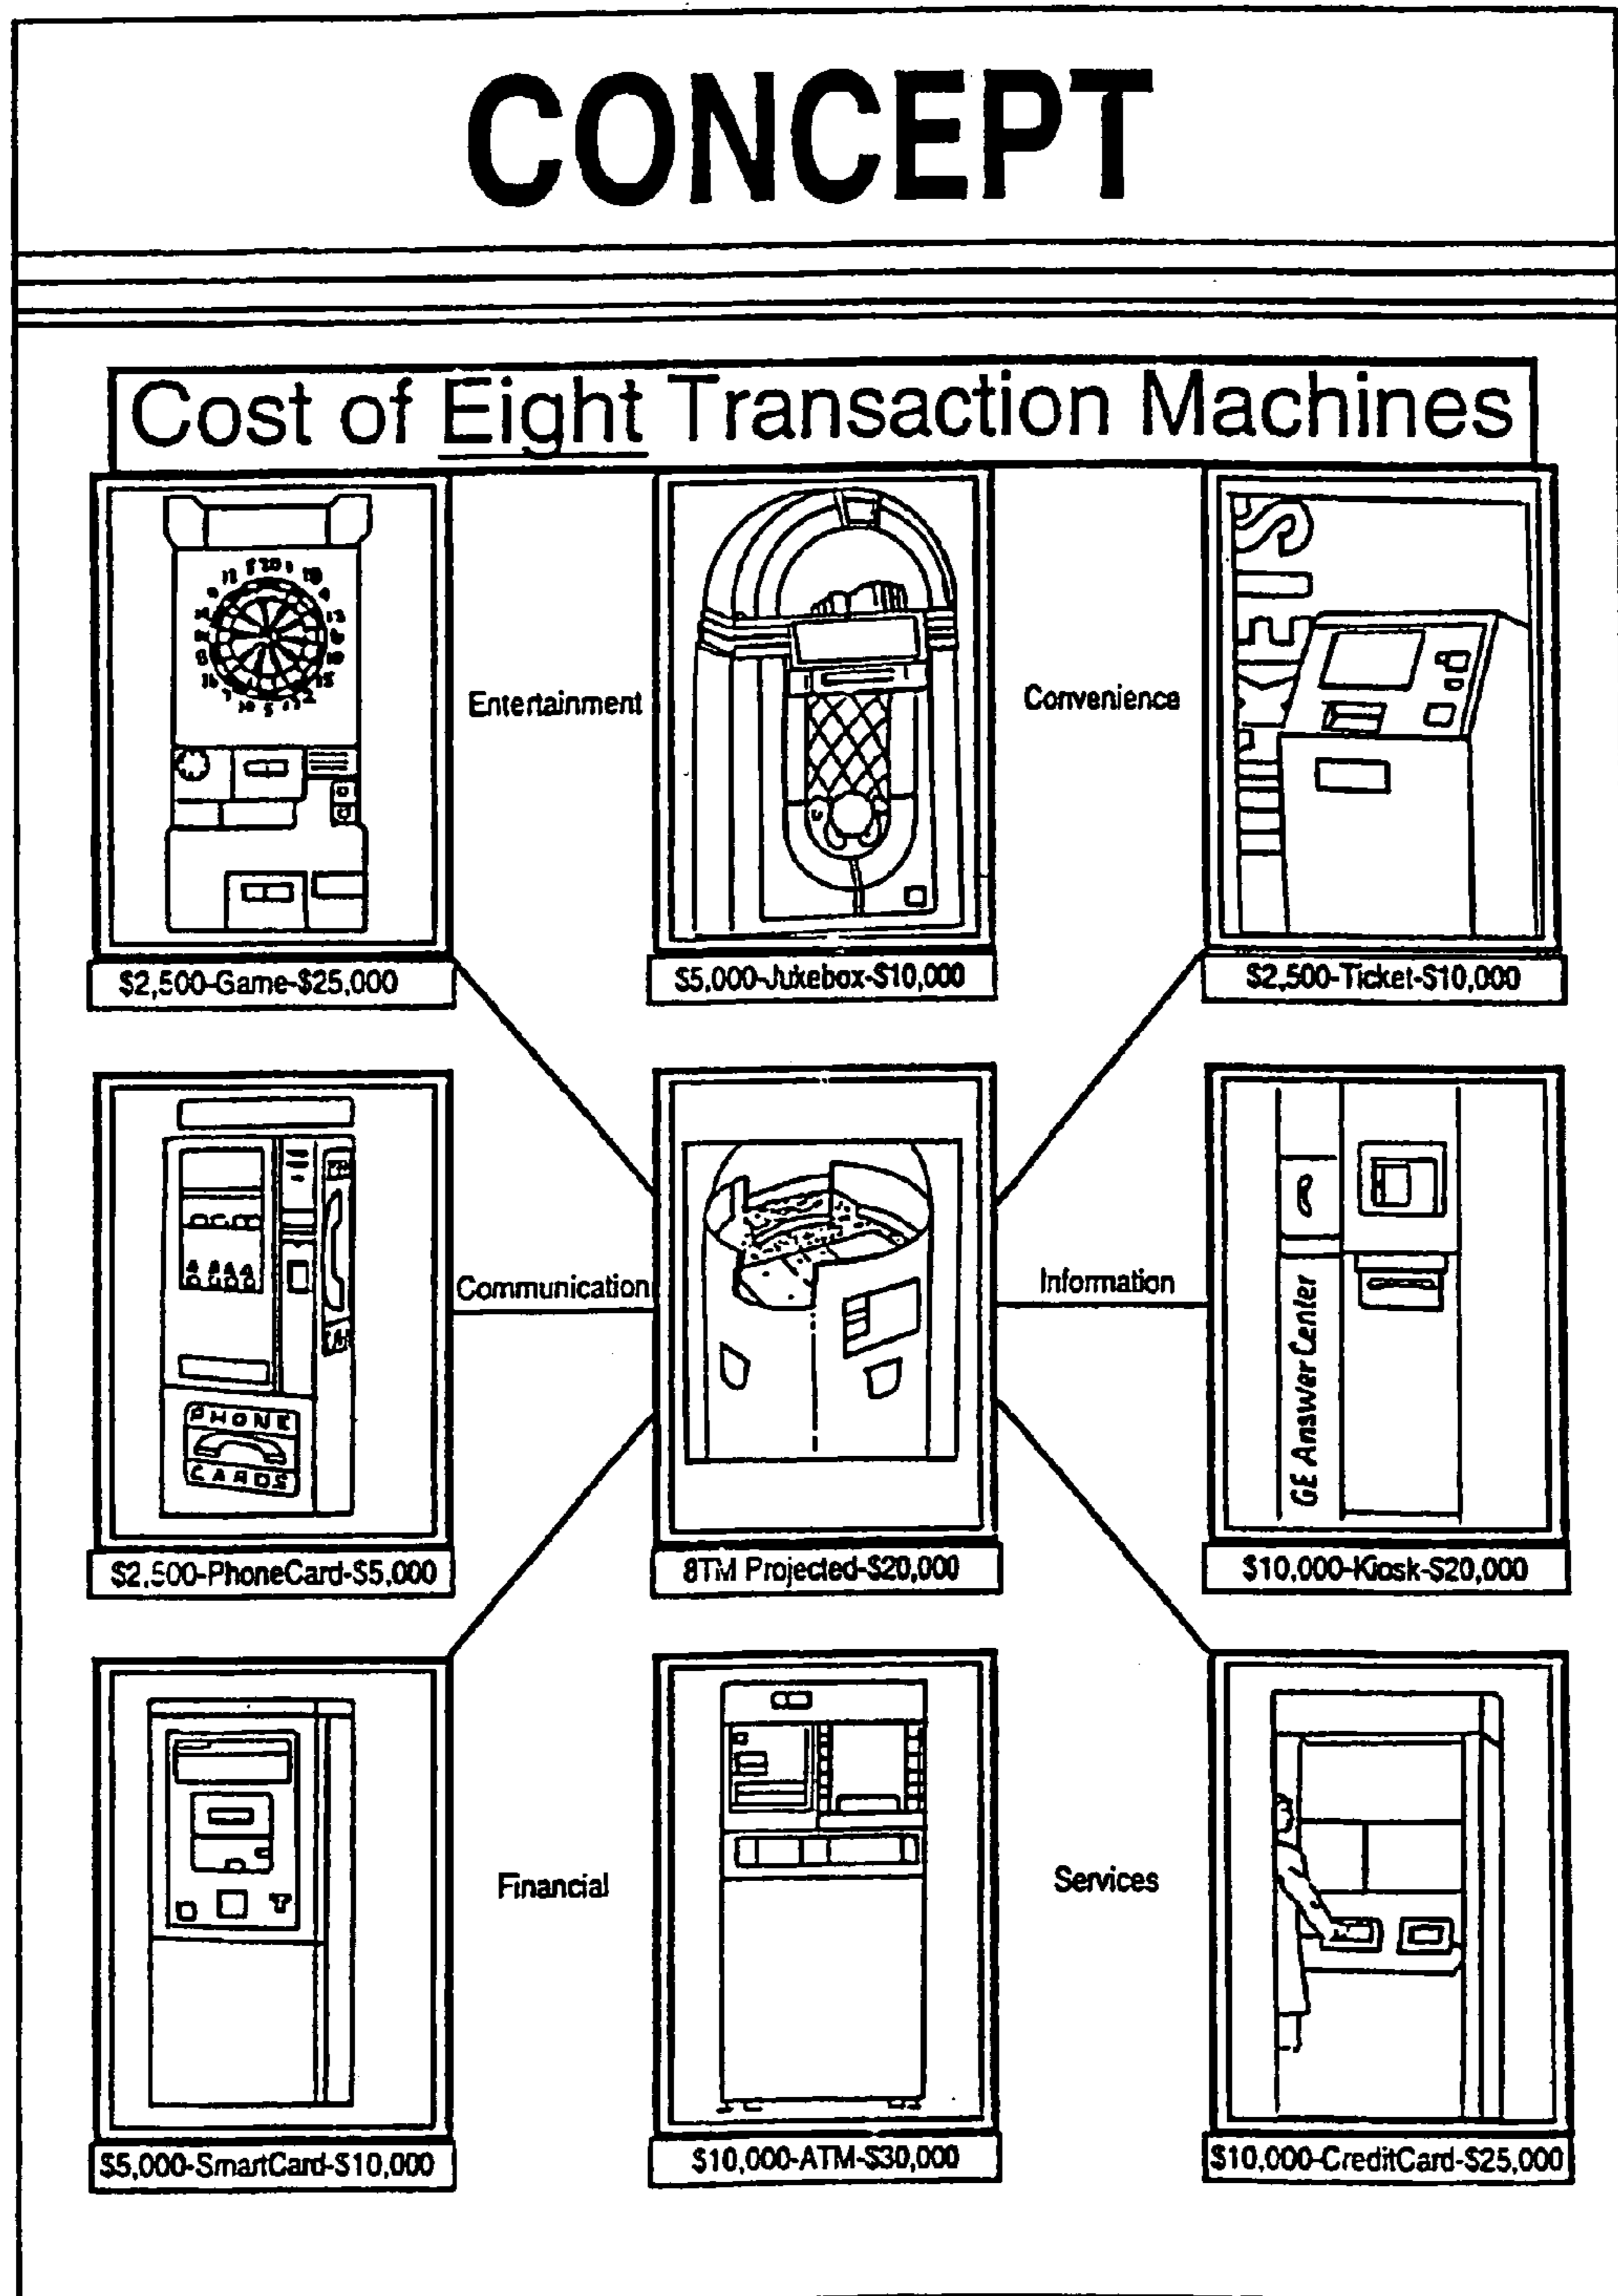 CONCEPT
Cost of Eight Transaction Machines
Entertainment
Convenience
TICKETS
$2,500-Game-$25,000
$5,000-Jukebox-$10,000
$2,500-Ticket-$10,000
Communication
Information
PHONE
CARDS
GE Answer Center
$2,500-PhoneCard-$5,000
8TM Projected-$20,000
$10,000-Kiosk-$20,000
Financial
Services
$5,000-SmartCard-$10,000
$10,000-ATM-$30,000
$10,000-CreditCard-$25,000